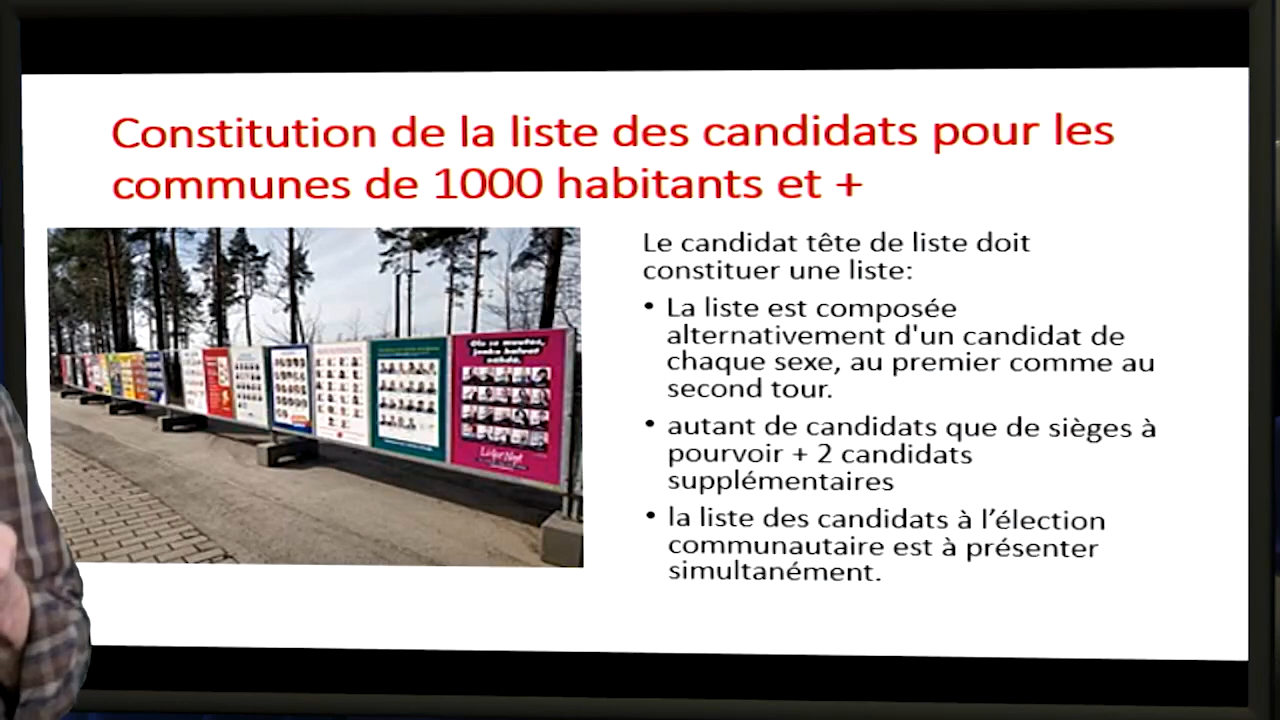 Constitution de la liste des candidats pour les
communes de 1000 habitants et +
Le candidat tête de liste doit
constituer une liste:
• La liste est composée
alternativement d'un candidat de
chaque sexe, au premier comme au
second tour.
• autant de candidats que de sièges à
pourvoir + 2 candidats
supplémentaires
• la liste des candidats à l’élection
communautaire est à présenter
simultanément.